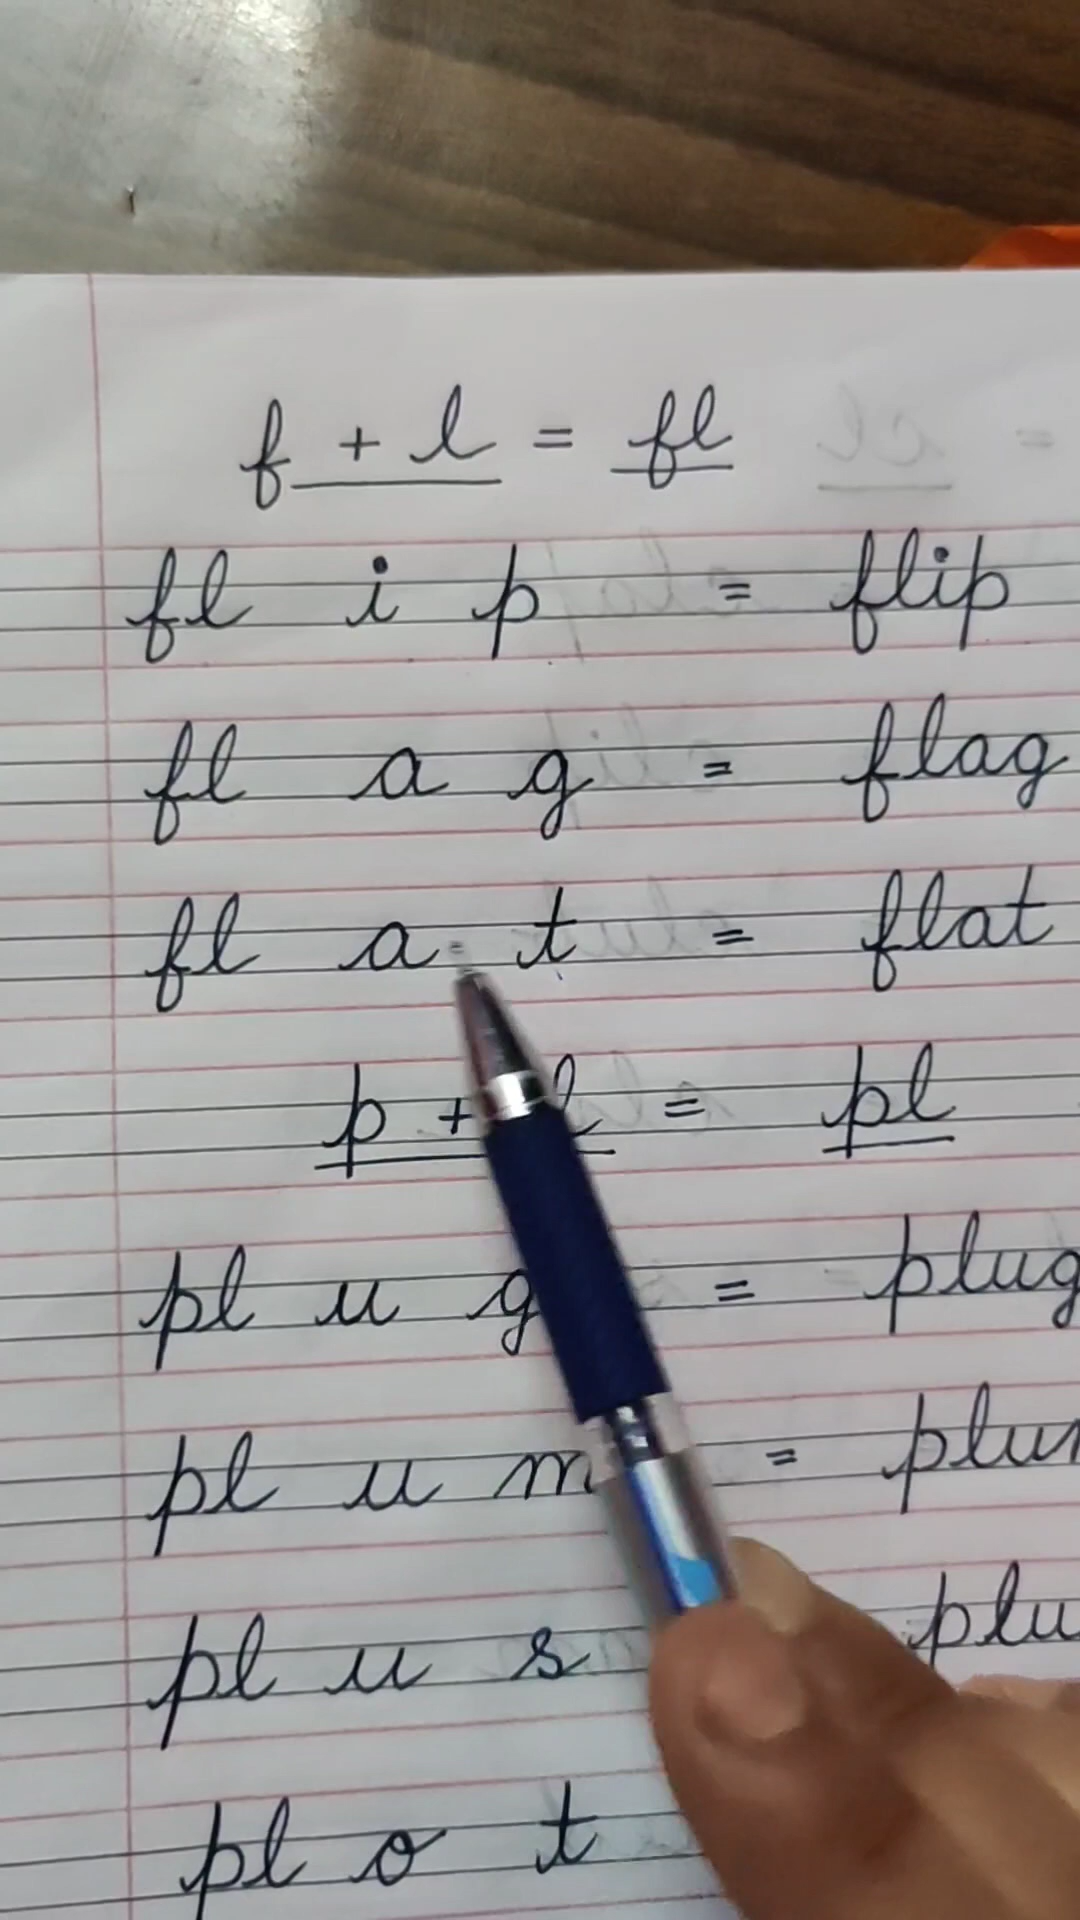 f + l = fl
fl i p = flip
fl a g = flag
fl a t = flat
p + l = pl
pl u g = plug
pl u m =
pl u s
pl o t